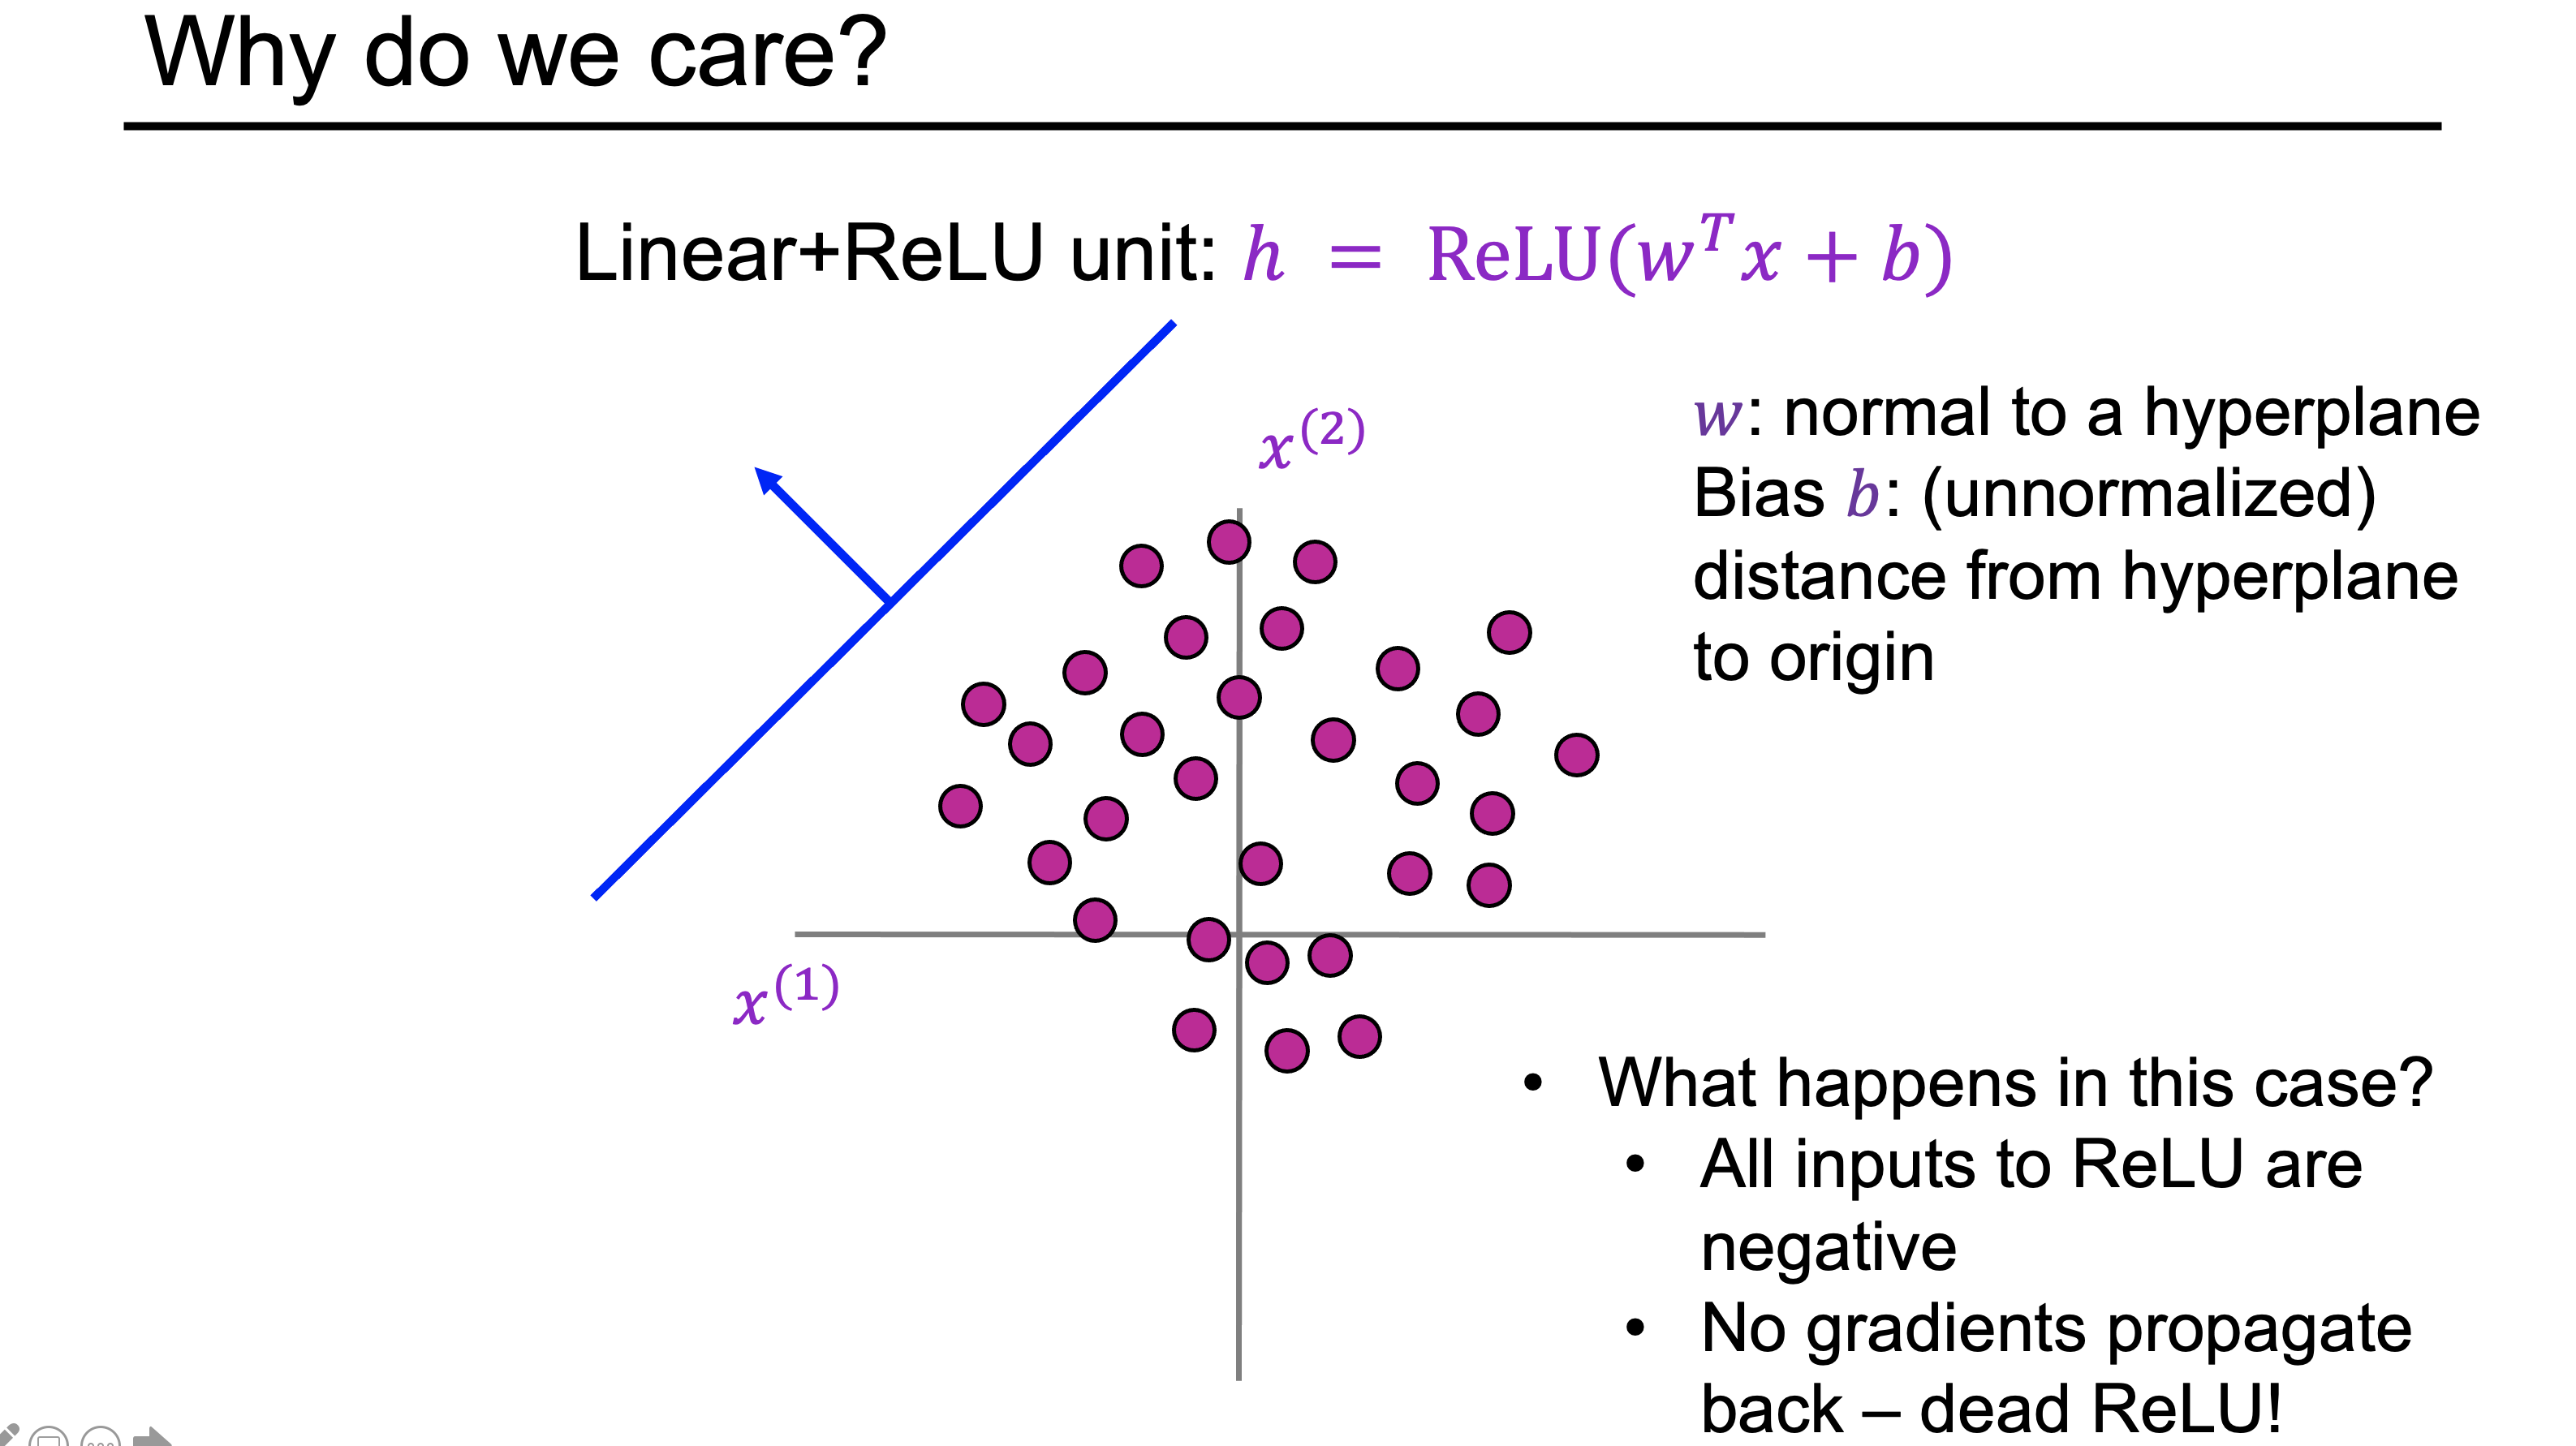 Why do we care?
Linear+ReLU unit: h = ReLU(wᵀx + b)
x⁽²⁾
w: normal to a hyperplane
Bias b: (unnormalized)
distance from hyperplane
to origin
x⁽¹⁾
• What happens in this case?
• All inputs to ReLU are
negative
• No gradients propagate
back – dead ReLU!